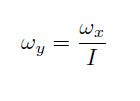 ω_y = ω_x / I